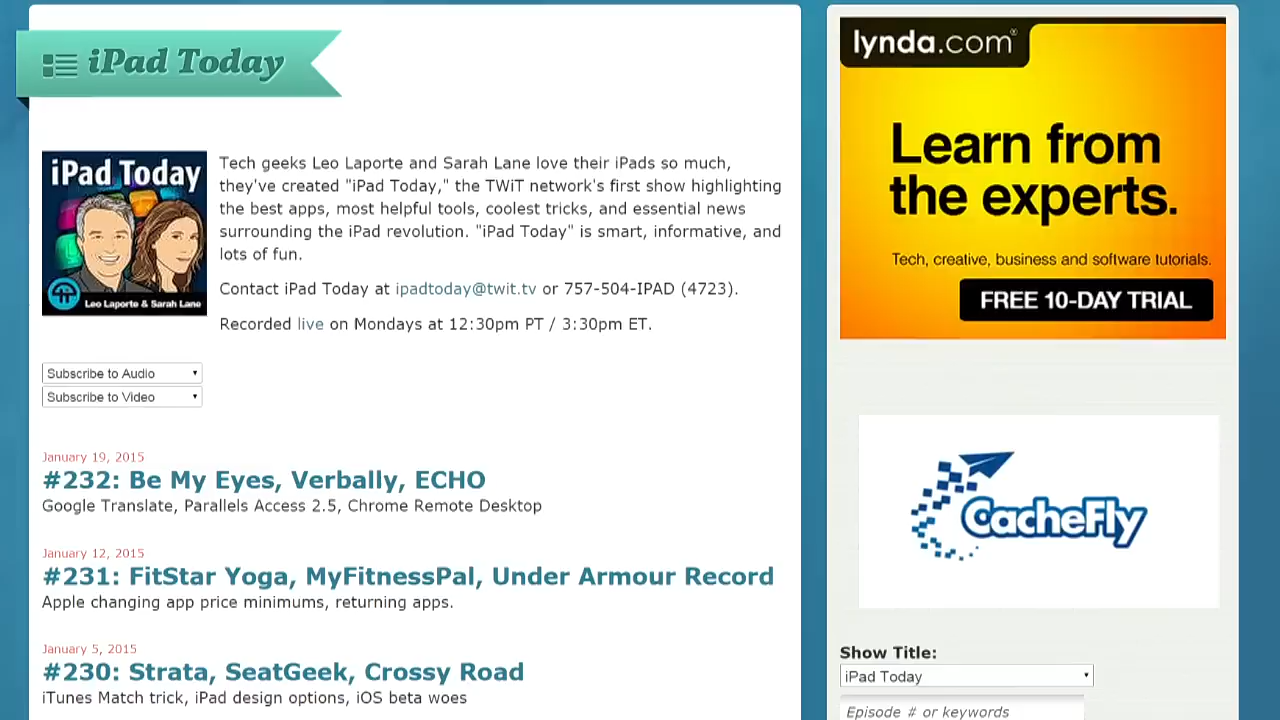 iPad Today
iPad Today
Leo Laporte & Sarah Lane
Tech geeks Leo Laporte and Sarah Lane love their iPads so much,
they've created "iPad Today," the TWiT network's first show highlighting
the best apps, most helpful tools, coolest tricks, and essential news
surrounding the iPad revolution. "iPad Today" is smart, informative, and
lots of fun.
Contact iPad Today at ipadtoday@twit.tv or 757-504-IPAD (4723).
Recorded live on Mondays at 12:30pm PT / 3:30pm ET.
Subscribe to Audio
Subscribe to Video
January 19, 2015
#232: Be My Eyes, Verbally, ECHO
Google Translate, Parallels Access 2.5, Chrome Remote Desktop
January 12, 2015
#231: FitStar Yoga, MyFitnessPal, Under Armour Record
Apple changing app price minimums, returning apps.
January 5, 2015
#230: Strata, SeatGeek, Crossy Road
iTunes Match trick, iPad design options, iOS beta woes
lynda.com®
Learn from
the experts.
Tech, creative, business and software tutorials.
FREE 10-DAY TRIAL
CacheFly
Show Title:
iPad Today
Episode # or keywords